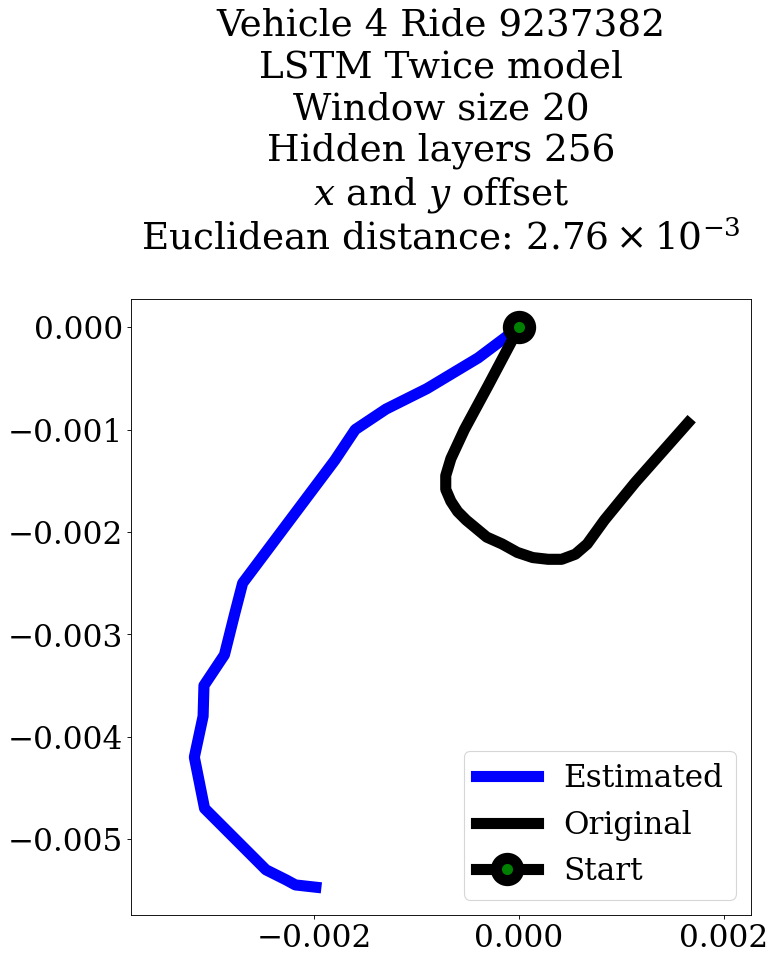 Vehicle 4 Ride 9237382
LSTM Twice model
Window size 20
Hidden layers 256
x and y offset
Euclidean distance: 2.76 × 10⁻³
0.000
−0.001
−0.002
−0.003
−0.004
−0.005
Estimated
Original
Start
−0.002 0.000 0.002